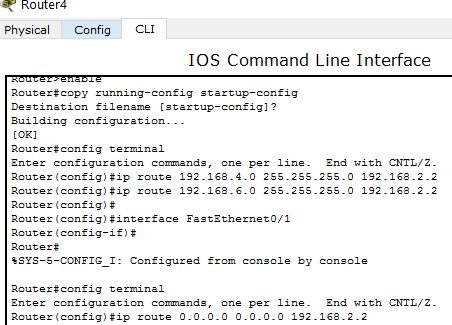 Router4
Physical Config CLI
IOS Command Line Interface
Router>enable
Router#copy running-config startup-config
Destination filename [startup-config]?
Building configuration...
[OK]
Router#config terminal
Enter configuration commands, one per line.  End with CNTL/Z.
Router(config)#ip route 192.168.4.0 255.255.255.0 192.168.2.2
Router(config)#ip route 192.168.6.0 255.255.255.0 192.168.2.2
Router(config)#
Router(config)#interface FastEthernet0/1
Router(config-if)#
Router#
%SYS-5-CONFIG_I: Configured from console by console
Router#config terminal
Enter configuration commands, one per line.  End with CNTL/Z.
Router(config)#ip route 0.0.0.0 0.0.0.0 192.168.2.2